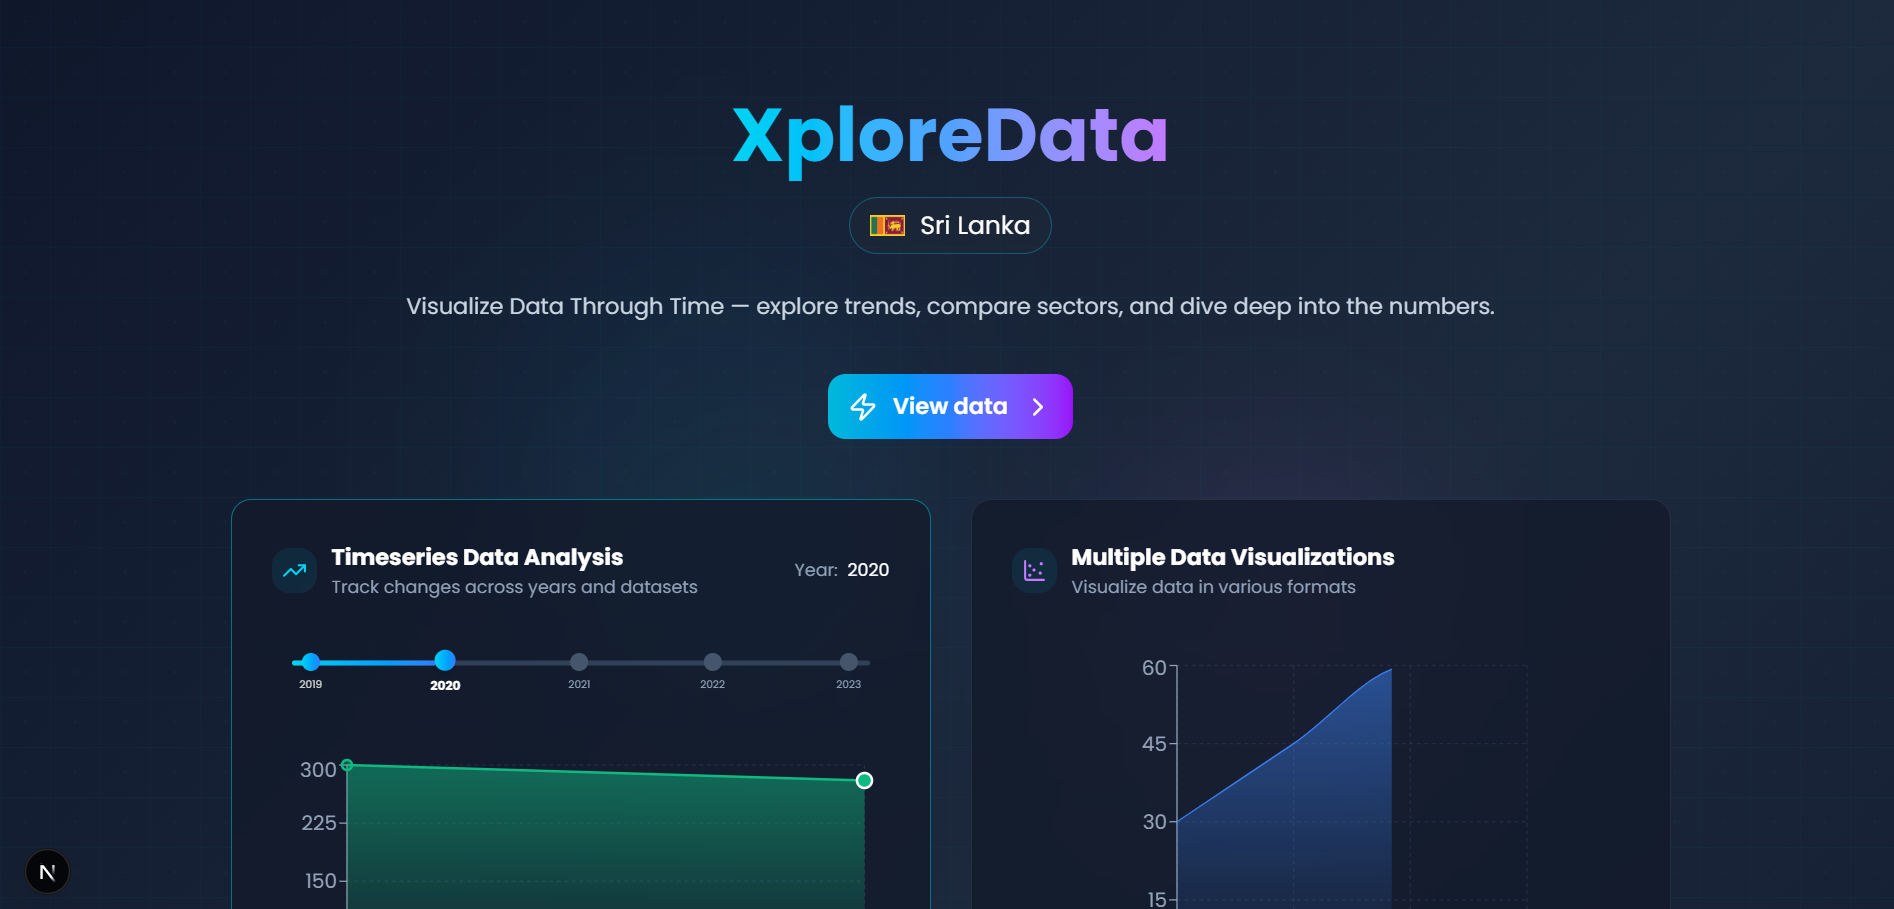 XploreData
Sri Lanka
Visualize Data Through Time — explore trends, compare sectors, and dive deep into the numbers.
View data
Timeseries Data Analysis
Track changes across years and datasets
Year: 2020
2019
2020
2021
2022
2023
300
225
150
Multiple Data Visualizations
Visualize data in various formats
60
45
30
15
N